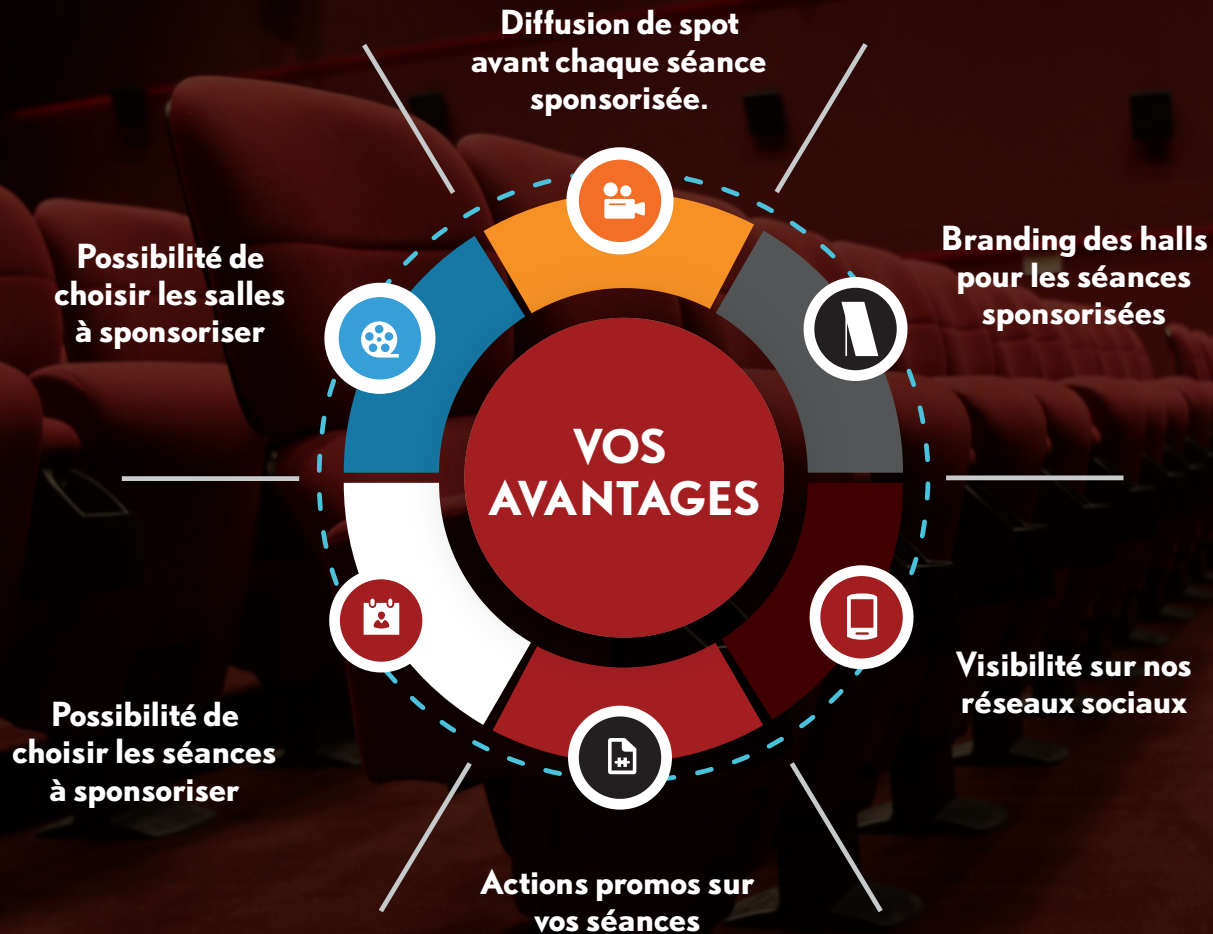 Diffusion de spot
avant chaque séance
sponsorisée.
Branding des halls
pour les séances
sponsorisées
Possibilité de
choisir les salles
à sponsoriser
VOS
AVANTAGES
Visibilité sur nos
réseaux sociaux
Possibilité de
choisir les séances
à sponsoriser
Actions promos sur
vos séances